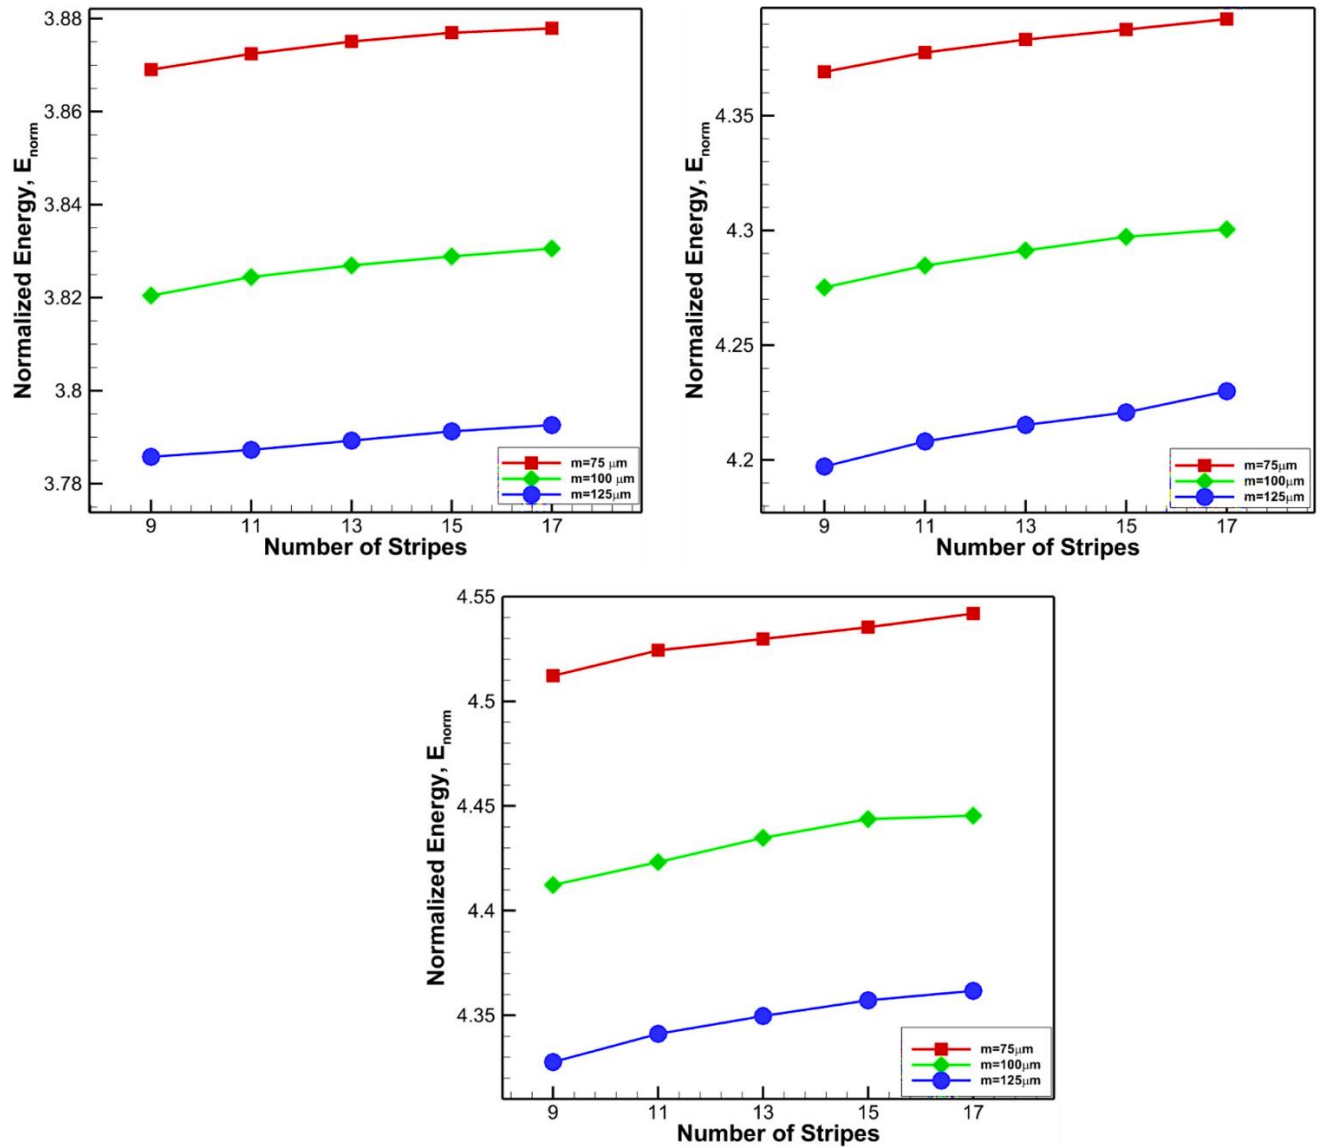 3.88
3.86
3.84
3.82
3.8
3.78
Normalized Energy, Enorm
9 11 13 15 17
Number of Stripes
m=75 μm
m=100 μm
m=125μm
4.35
4.3
4.25
4.2
Normalized Energy, Enorm
9 11 13 15 17
Number of Stripes
m=75μm
m=100μm
m=125μm
4.55
4.5
4.45
4.4
4.35
Normalized Energy, Enorm
9 11 13 15 17
Number of Stripes
m=75μm
m=100μm
m=125μm